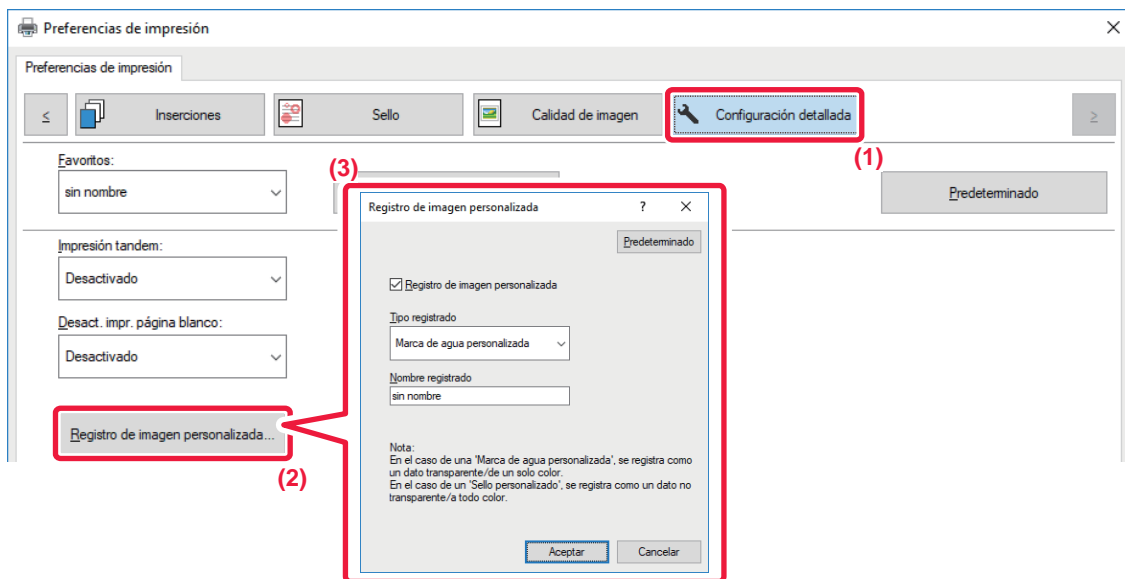 Preferencias de impresión
Preferencias de impresión
<
Inserciones
Sello
Calidad de imagen
Configuración detallada
>
(1)
Favoritos:
sin nombre
Predeterminado
(3)
Registro de imagen personalizada
?
Predeterminado
Registro de imagen personalizada
Tipo registrado
Marca de agua personalizada
Nombre registrado
sin nombre
Nota:
En el caso de una 'Marca de agua personalizada', se registra como
un dato transparente/de un solo color.
En el caso de un 'Sello personalizado', se registra como un dato no
transparente/a todo color.
Aceptar
Cancelar
Impresión tandem:
Desactivado
Desact. impr. página blanco:
Desactivado
Registro de imagen personalizada...
(2)